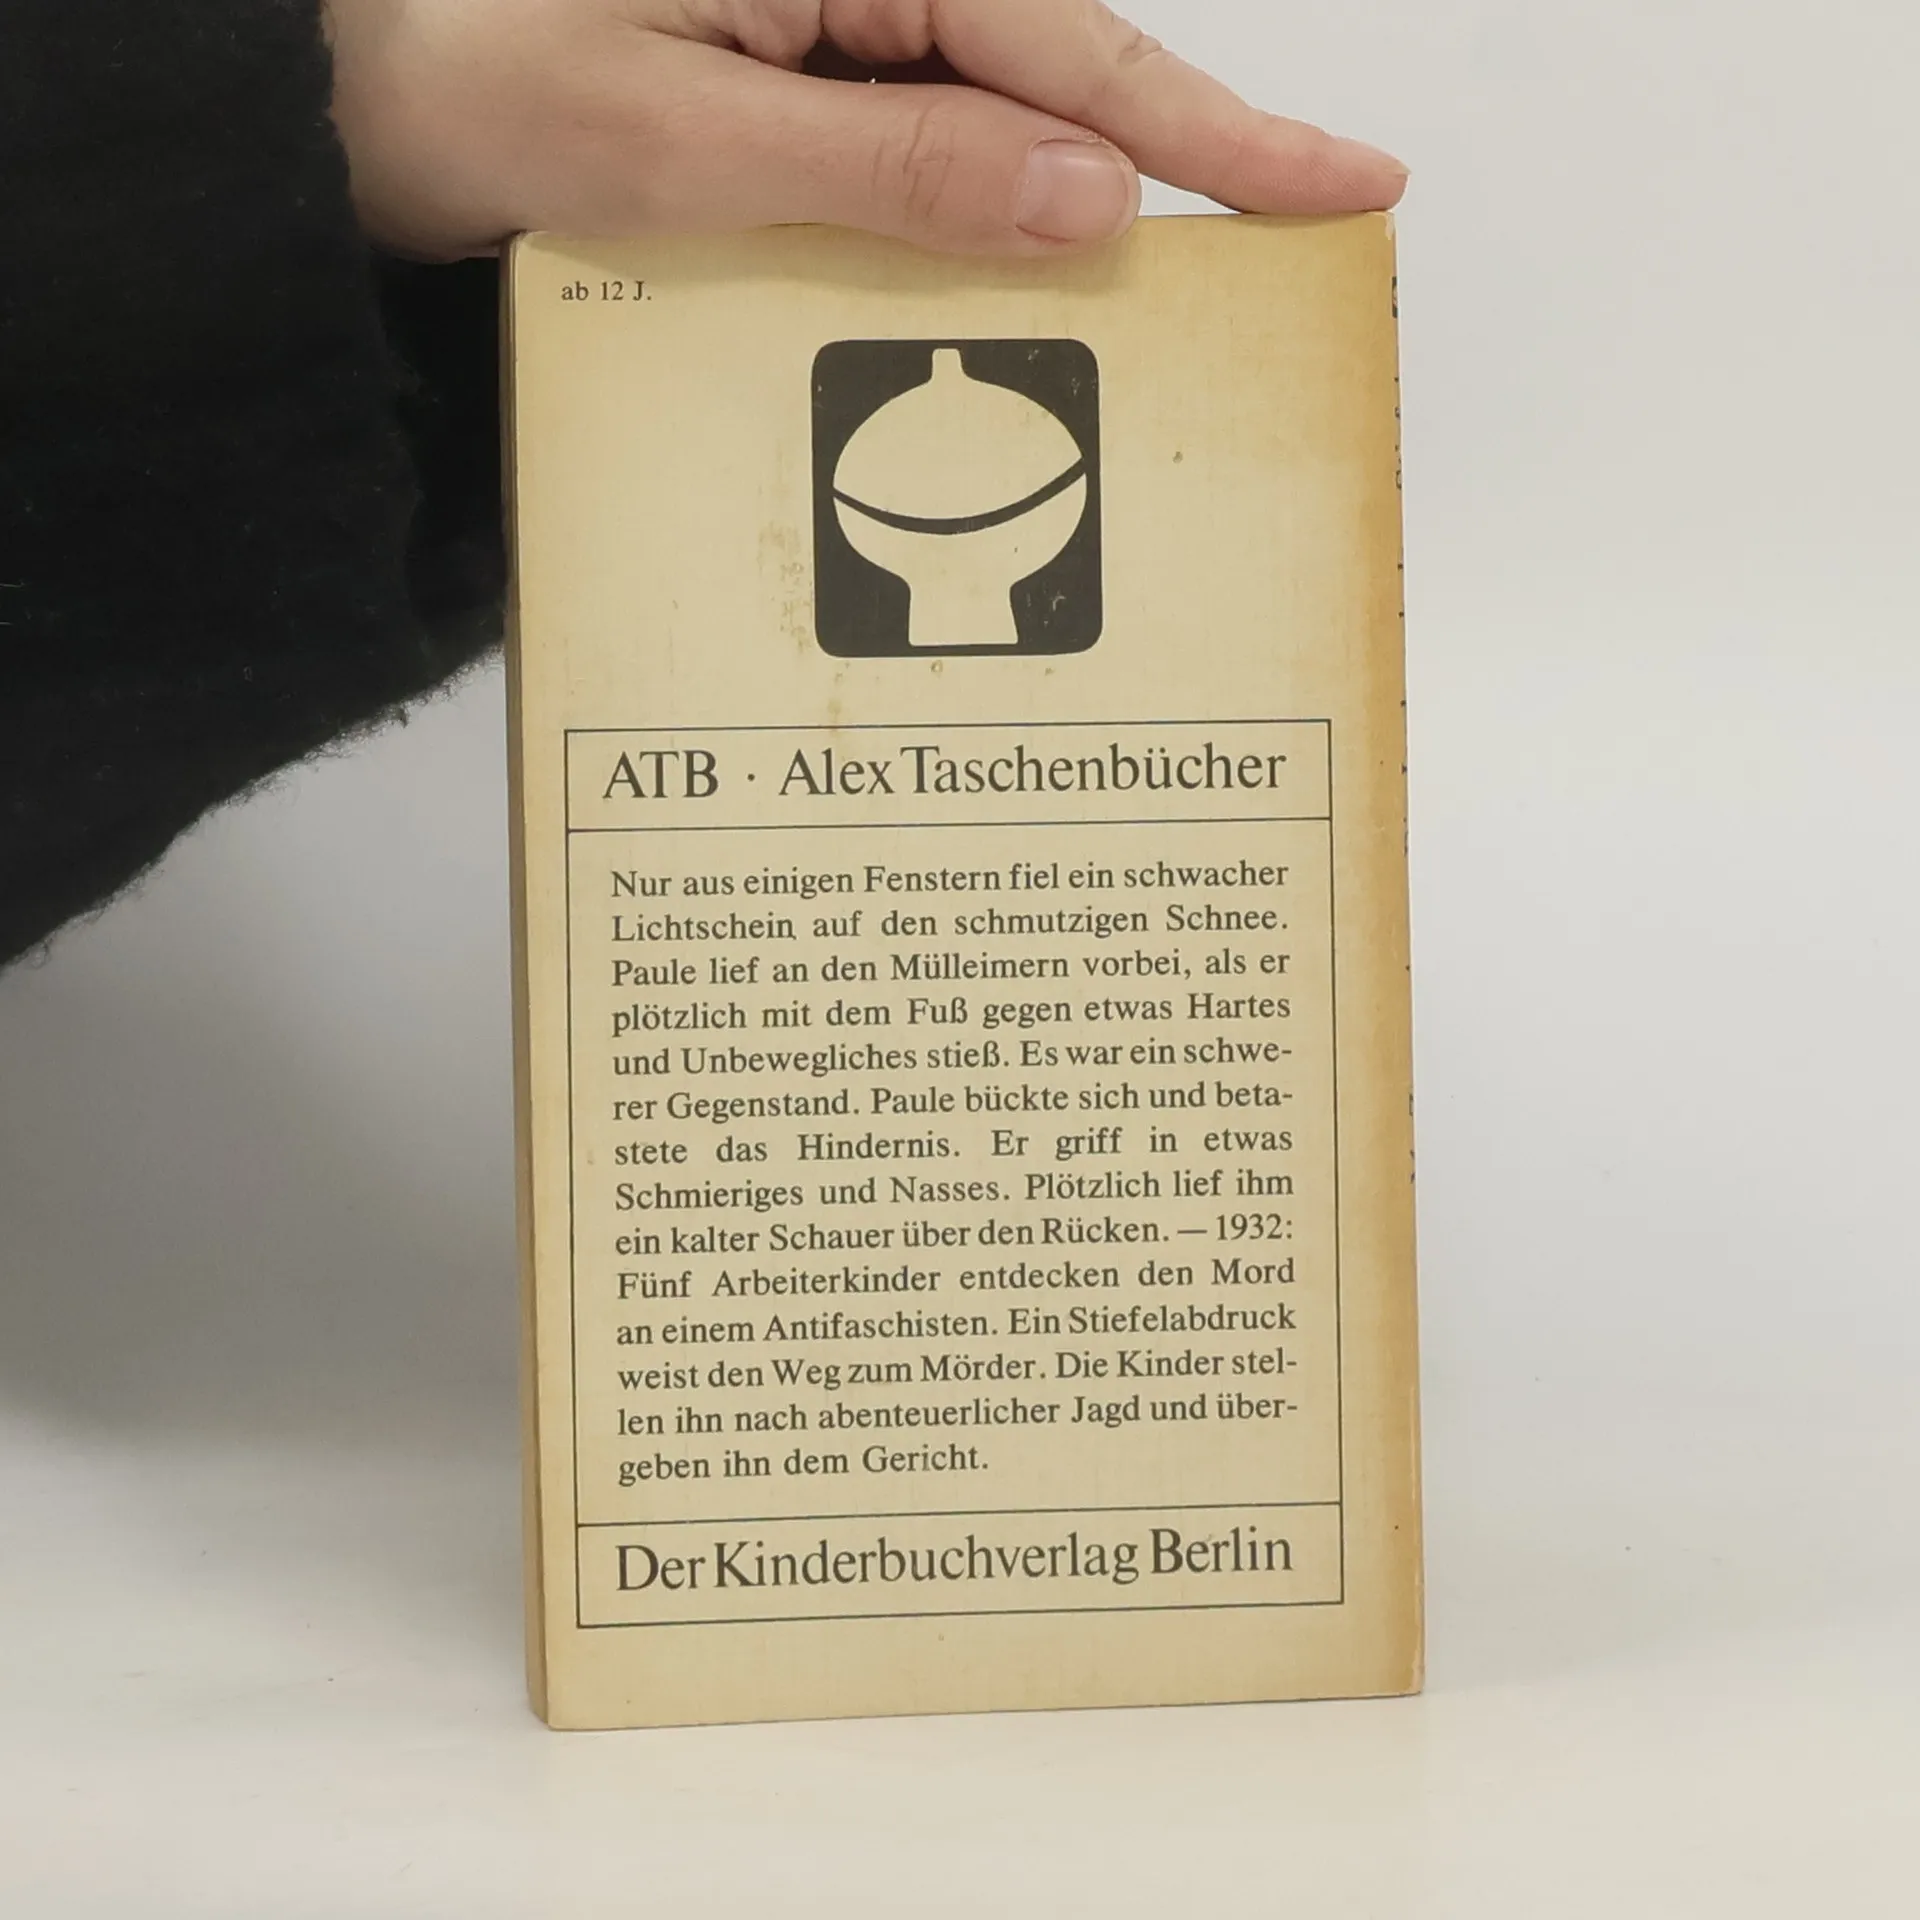 ab 12 J.
ATB · Alex Taschenbücher
Nur aus einigen Fenstern fiel ein schwacher
Lichtschein auf den schmutzigen Schnee.
Paule lief an den Mülleimern vorbei, als er
plötzlich mit dem Fuß gegen etwas Hartes
und Unbewegliches stieß. Es war ein schwe-
rer Gegenstand. Paule bückte sich und beta-
stete das Hindernis. Er griff in etwas
Schmieriges und Nasses. Plötzlich lief ihm
ein kalter Schauer über den Rücken. — 1932:
Fünf Arbeiterkinder entdecken den Mord
an einem Antifaschisten. Ein Stiefelabdruck
weist den Weg zum Mörder. Die Kinder stel-
len ihn nach abenteuerlicher Jagd und über-
geben ihn dem Gericht.
Der Kinderbuchverlag Berlin